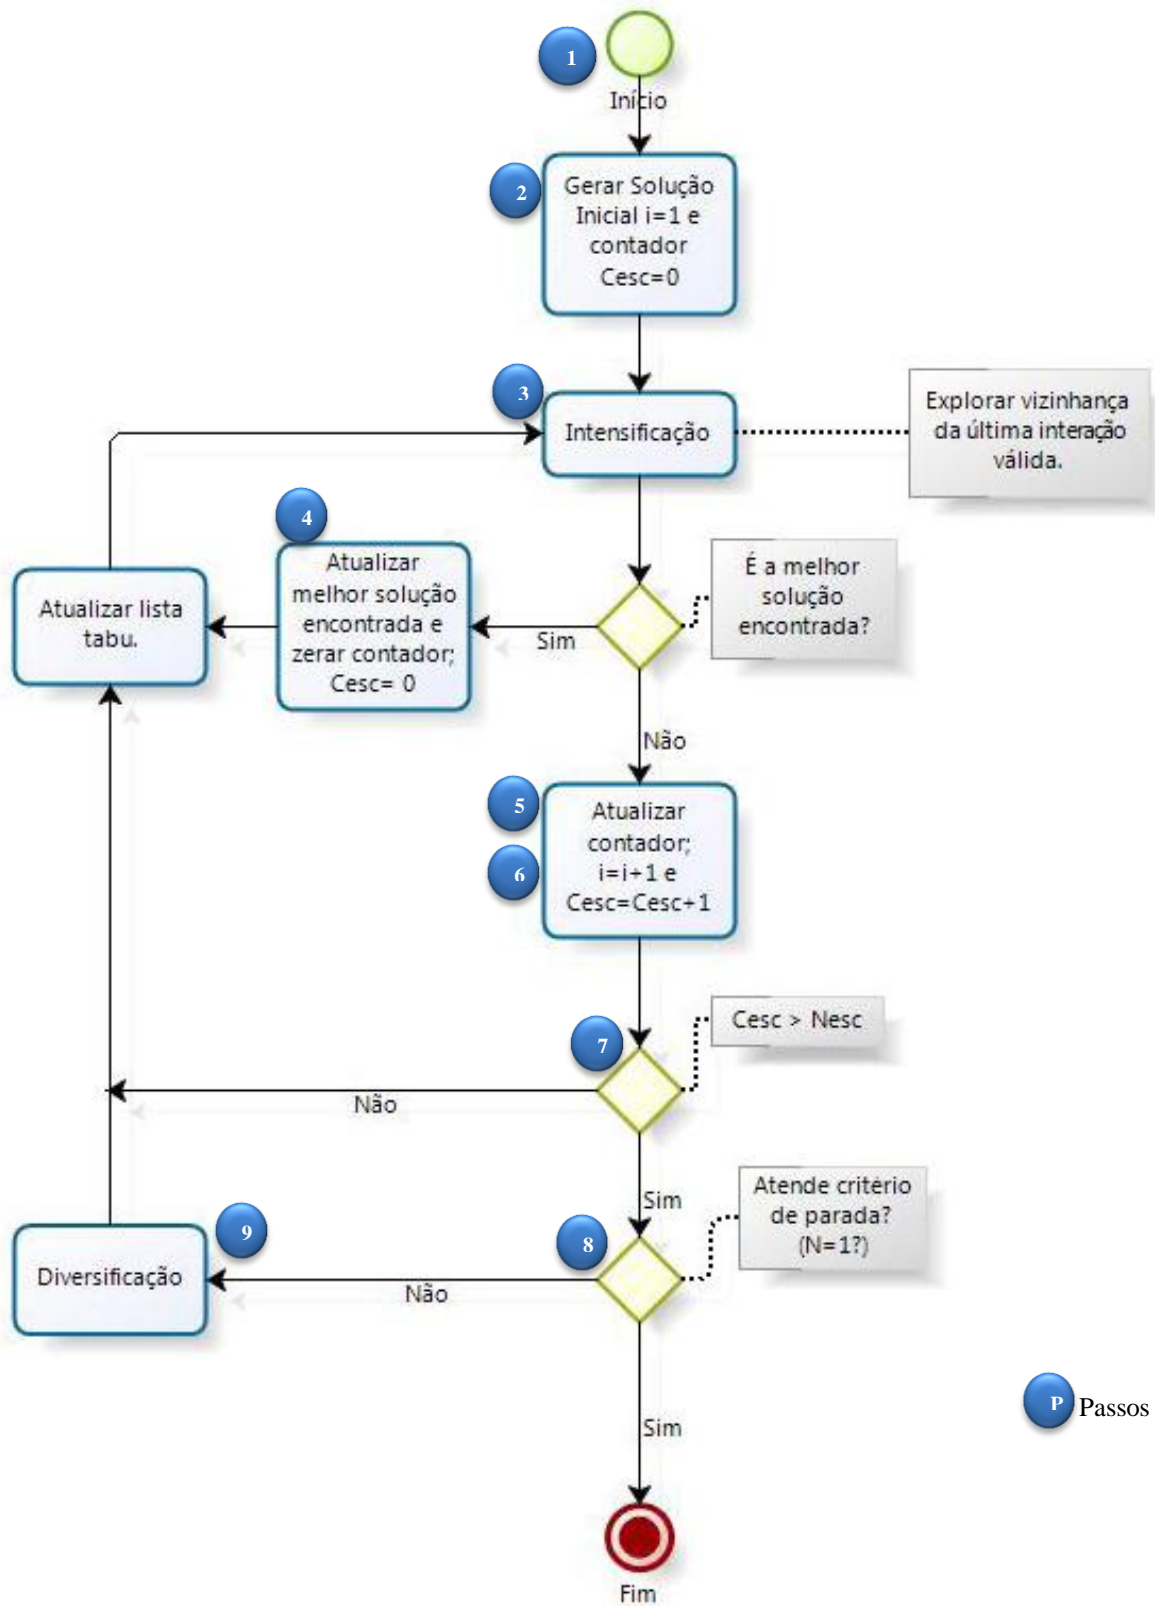 1
Início
2
Gerar Solução
Inicial i=1 e
contador
Cesc=0
3
Intensificação
Explorar vizinhança
da última interação
válida.
4
Atualizar
melhor solução
encontrada e
zerar contador;
Cesc= 0
Atualizar lista
tabu.
É a melhor
solução
encontrada?
Sim
Não
5
6
Atualizar
contador;
i=i+1 e
Cesc=Cesc+1
7
Cesc > Nesc
Não
Sim
8
Atende critério
de parada?
(N=1?)
9
Diversificação
Não
Sim
P Passos
Fim